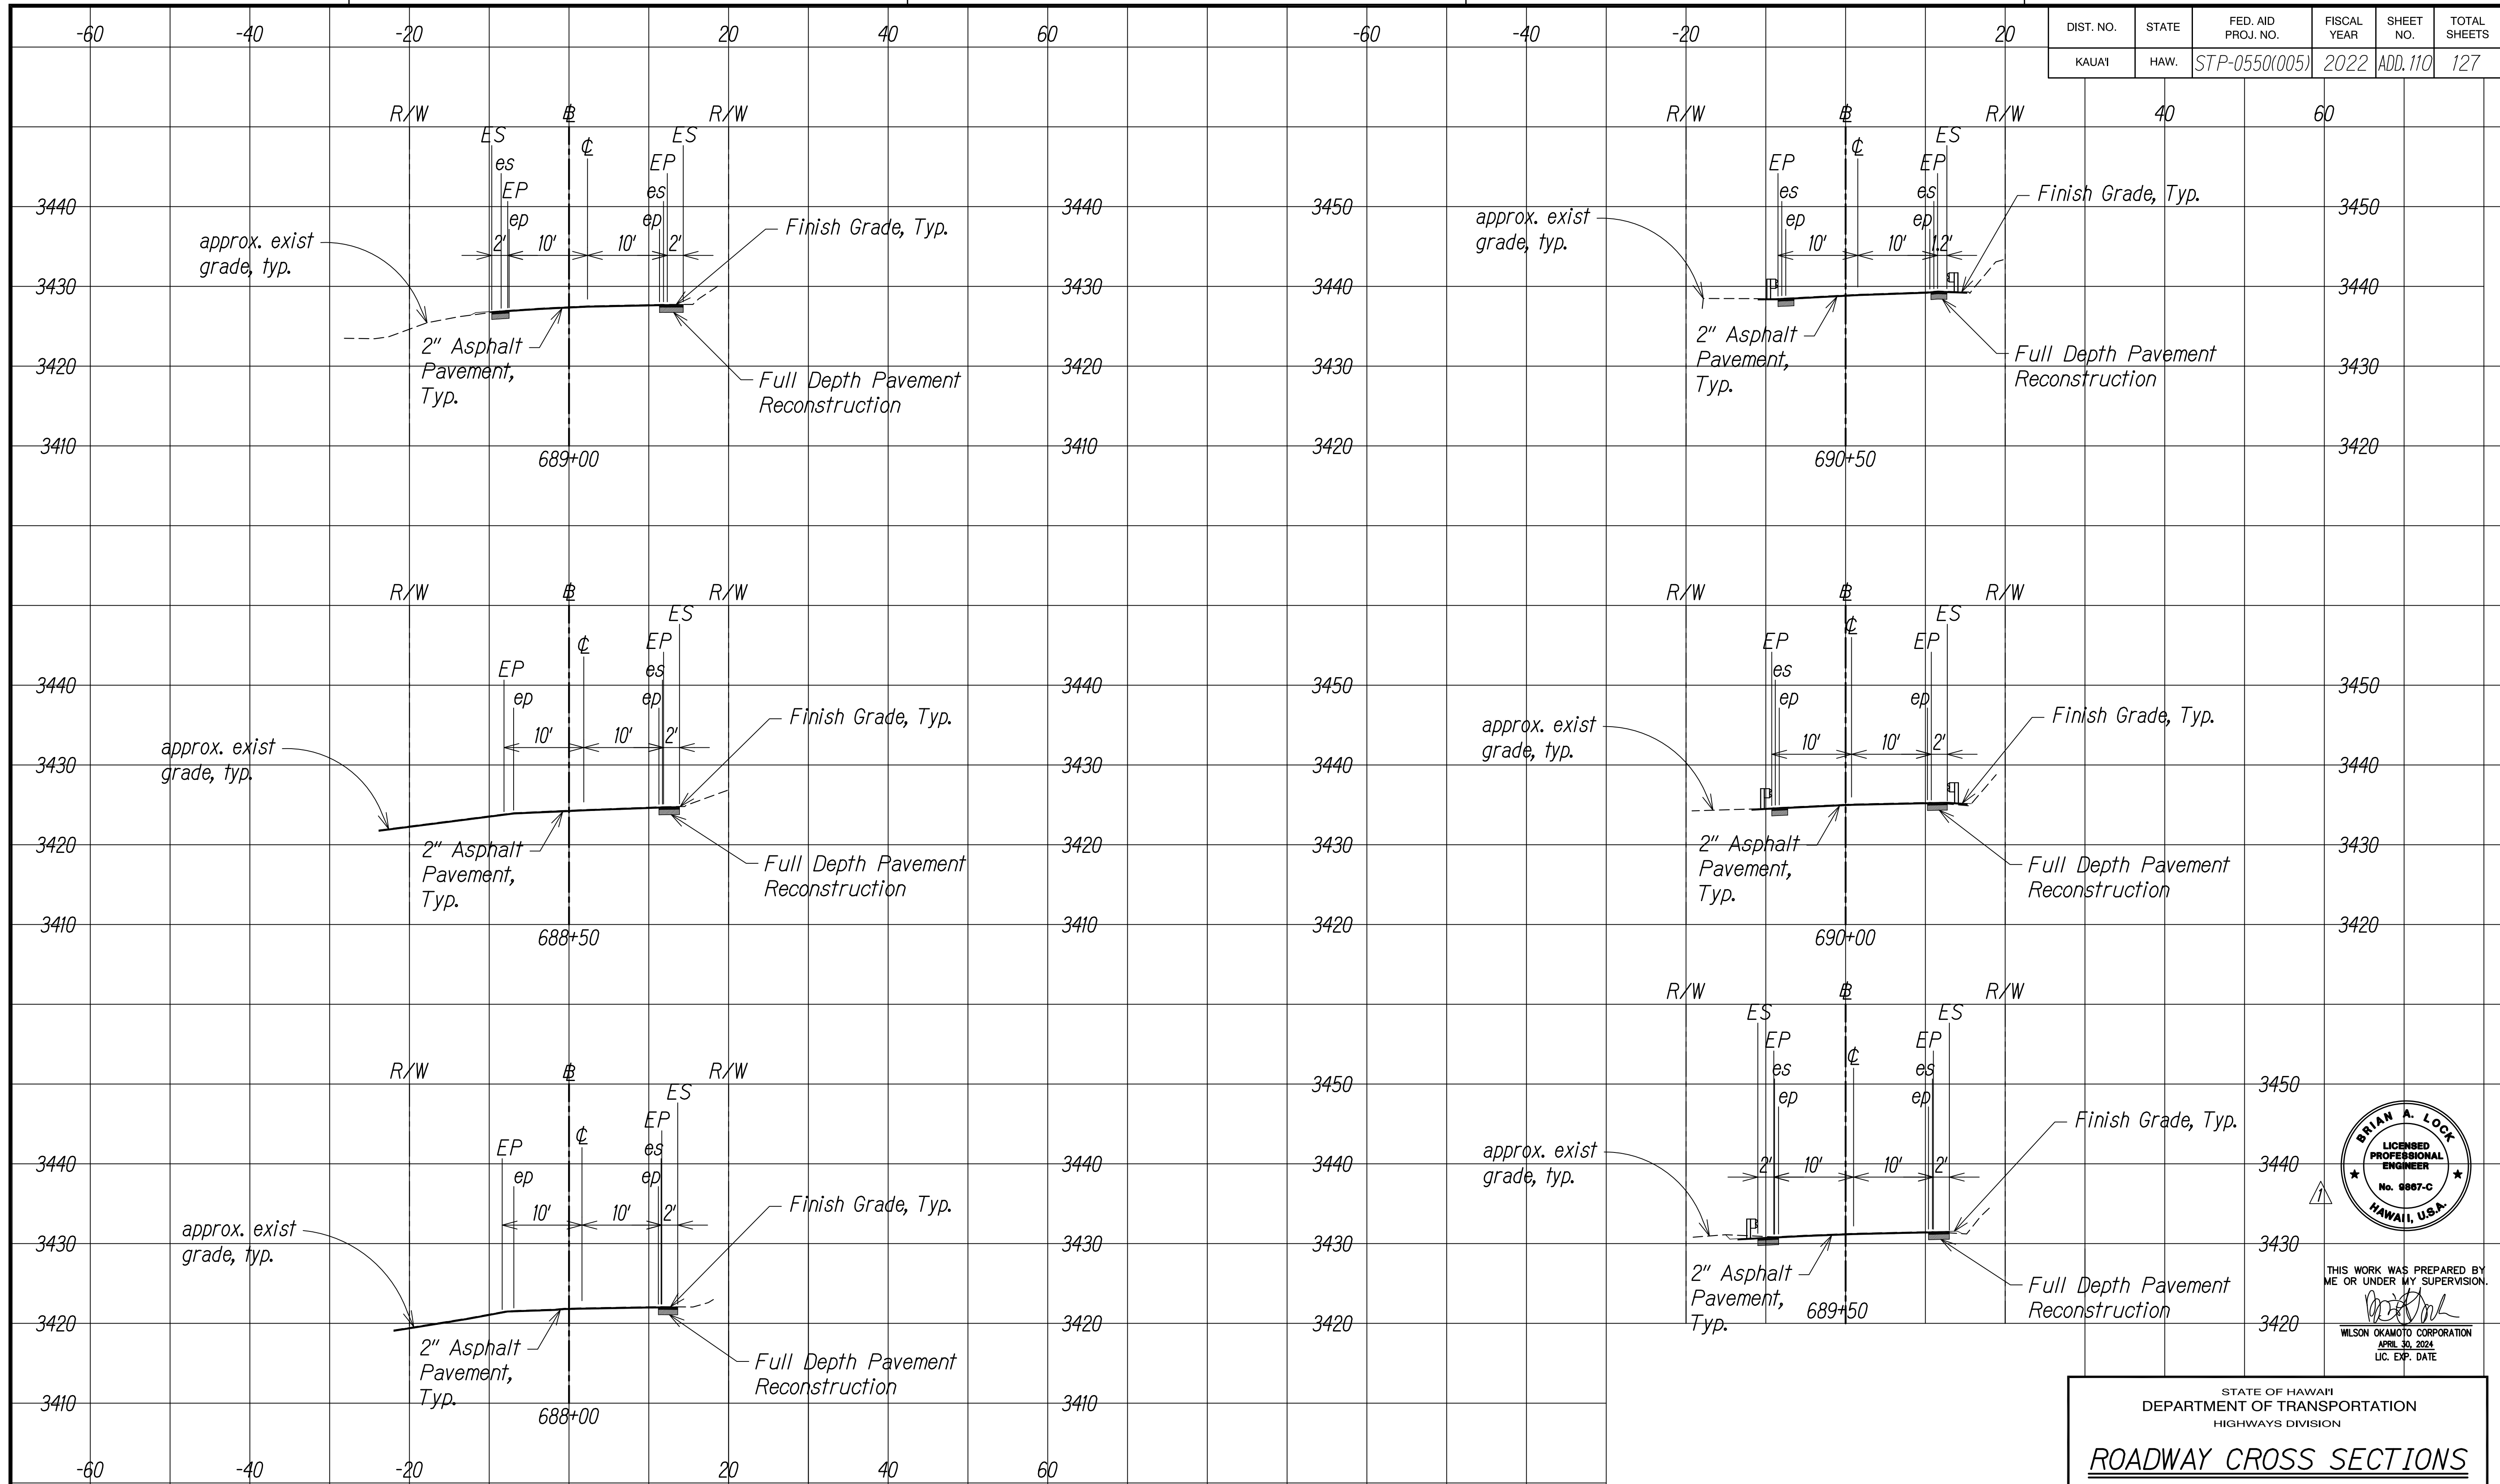 -60 -40 -20 20 40 60 -60 -40 -20 20
DIST. NO. STATE FED. AID PROJ. NO. FISCAL YEAR SHEET NO. TOTAL SHEETS
KAUA'I HAW. STP-0550(005) 2022 ADD. 110 127
40 60
R/W ⅊ R/W
ES ES
es ℄
EP EP
es
ep ep
3440 3440
2' 10' 10' 2'
approx. exist
grade, typ.
Finish Grade, Typ.
3430 3430
2" Asphalt
Pavement,
Typ.
3420 3420
Full Depth Pavement
Reconstruction
3410 3410
689+00
R/W ⅊ R/W
ES
℄
EP EP
es es
ep ep
3450 3450
10' 10' 1.2'
approx. exist
grade, typ.
Finish Grade, Typ.
3440 3440
2" Asphalt
Pavement,
Typ.
3430 3430
Full Depth Pavement
Reconstruction
3420 3420
690+50
R/W ⅊ R/W
ES
℄ EP
EP es
ep ep
3440 3440
10' 10' 2'
approx. exist
grade, typ.
Finish Grade, Typ.
3430 3430
2" Asphalt
Pavement,
Typ.
3420 3420
Full Depth Pavement
Reconstruction
3410 3410
688+50
R/W ⅊ R/W
ES
℄
EP EP
es
ep ep
3450 3450
10' 10' 2'
approx. exist
grade, typ.
Finish Grade, Typ.
3440 3440
2" Asphalt
Pavement,
Typ.
3430 3430
Full Depth Pavement
Reconstruction
3420 3420
690+00
R/W ⅊ R/W
ES
EP
℄
EP es
ep ep
3440 3440
10' 10' 2'
approx. exist
grade, typ.
Finish Grade, Typ.
3430 3430
2" Asphalt
Pavement,
Typ.
3420 3420
Full Depth Pavement
Reconstruction
3410 3410
688+00
R/W ⅊ R/W
ES ES
EP EP
℄
es es
ep ep
3450 3450
2' 10' 10' 2'
approx. exist
grade, typ.
Finish Grade, Typ.
3440 3440
3430 3430
2" Asphalt
Pavement,
Typ.
Full Depth Pavement
Reconstruction
3420 3420
689+50
1
BRIAN A. LOCK
LICENSED
PROFESSIONAL
ENGINEER
No. 9867-C
HAWAII, U.S.A.
THIS WORK WAS PREPARED BY
ME OR UNDER MY SUPERVISION.
WILSON OKAMOTO CORPORATION
APRIL 30, 2024
LIC. EXP. DATE
STATE OF HAWAI'I
DEPARTMENT OF TRANSPORTATION
HIGHWAYS DIVISION
ROADWAY CROSS SECTIONS
-60 -40 -20 20 40 60